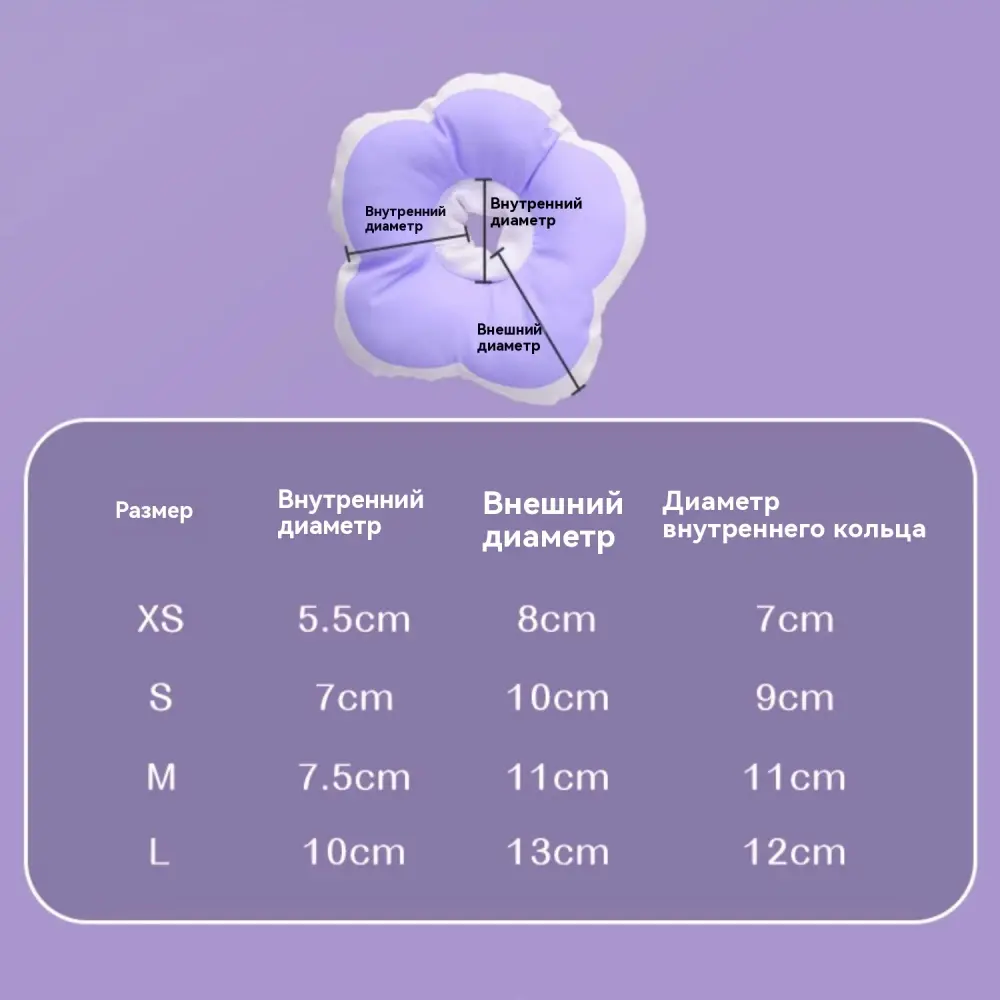 Внутренний
диаметр
Внутренний
диаметр
Внешний
диаметр
Размер
Внутренний
диаметр
Внешний
диаметр
Диаметр
внутреннего кольца
XS 5.5cm 8cm 7cm
S 7cm 10cm 9cm
M 7.5cm 11cm 11cm
L 10cm 13cm 12cm